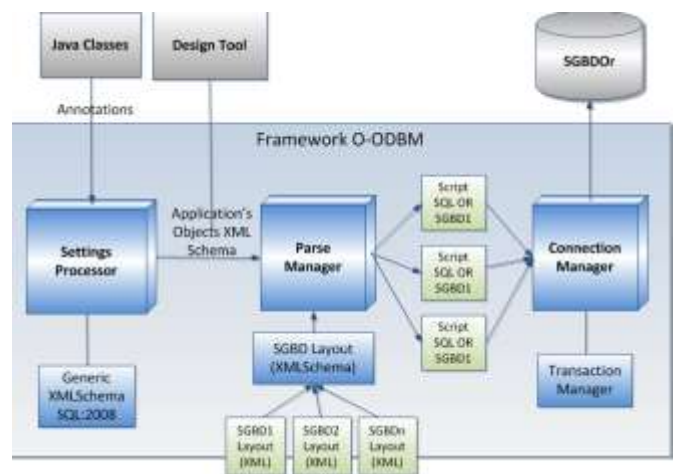 Java Classes
Design Tool
SGBDOr
Annotations
Framework O-ODBM
Settings
Processor
Application's
Objects XML
Schema
Parse
Manager
Script
SQL OR
SGBD1
Script
SQL OR
SGBD1
Script
SQL OR
SGBD1
Connection
Manager
Generic
XMLSchema
SQL:2008
SGBD Layout
(XMLSchema)
Transaction
Manager
SGBD1
Layout
(XML)
SGBD2
Layout
(XML)
SGBDn
Layout
(XML)